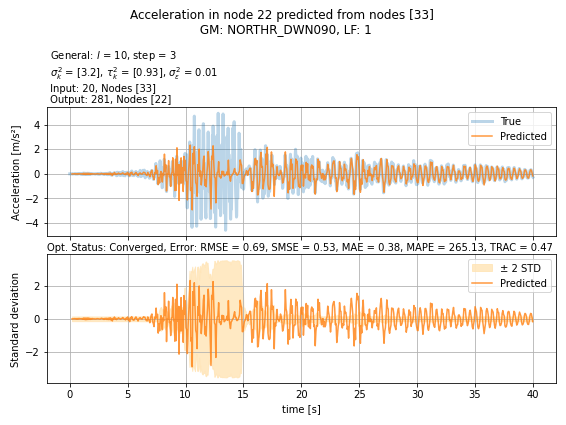 Acceleration in node 22 predicted from nodes [33]
GM: NORTHR_DWN090, LF: 1
General: l = 10, step = 3
σ²ₖ = [3.2], τ²ₖ = [0.93], σ²ε = 0.01
Input: 20, Nodes [33]
Output: 281, Nodes [22]
Acceleration [m/s²]
4
2
0
−2
−4
True
Predicted
Opt. Status: Converged, Error: RMSE = 0.69, SMSE = 0.53, MAE = 0.38, MAPE = 265.13, TRAC = 0.47
Standard deviation
2
0
−2
± 2 STD
Predicted
0 5 10 15 20 25 30 35 40
time [s]